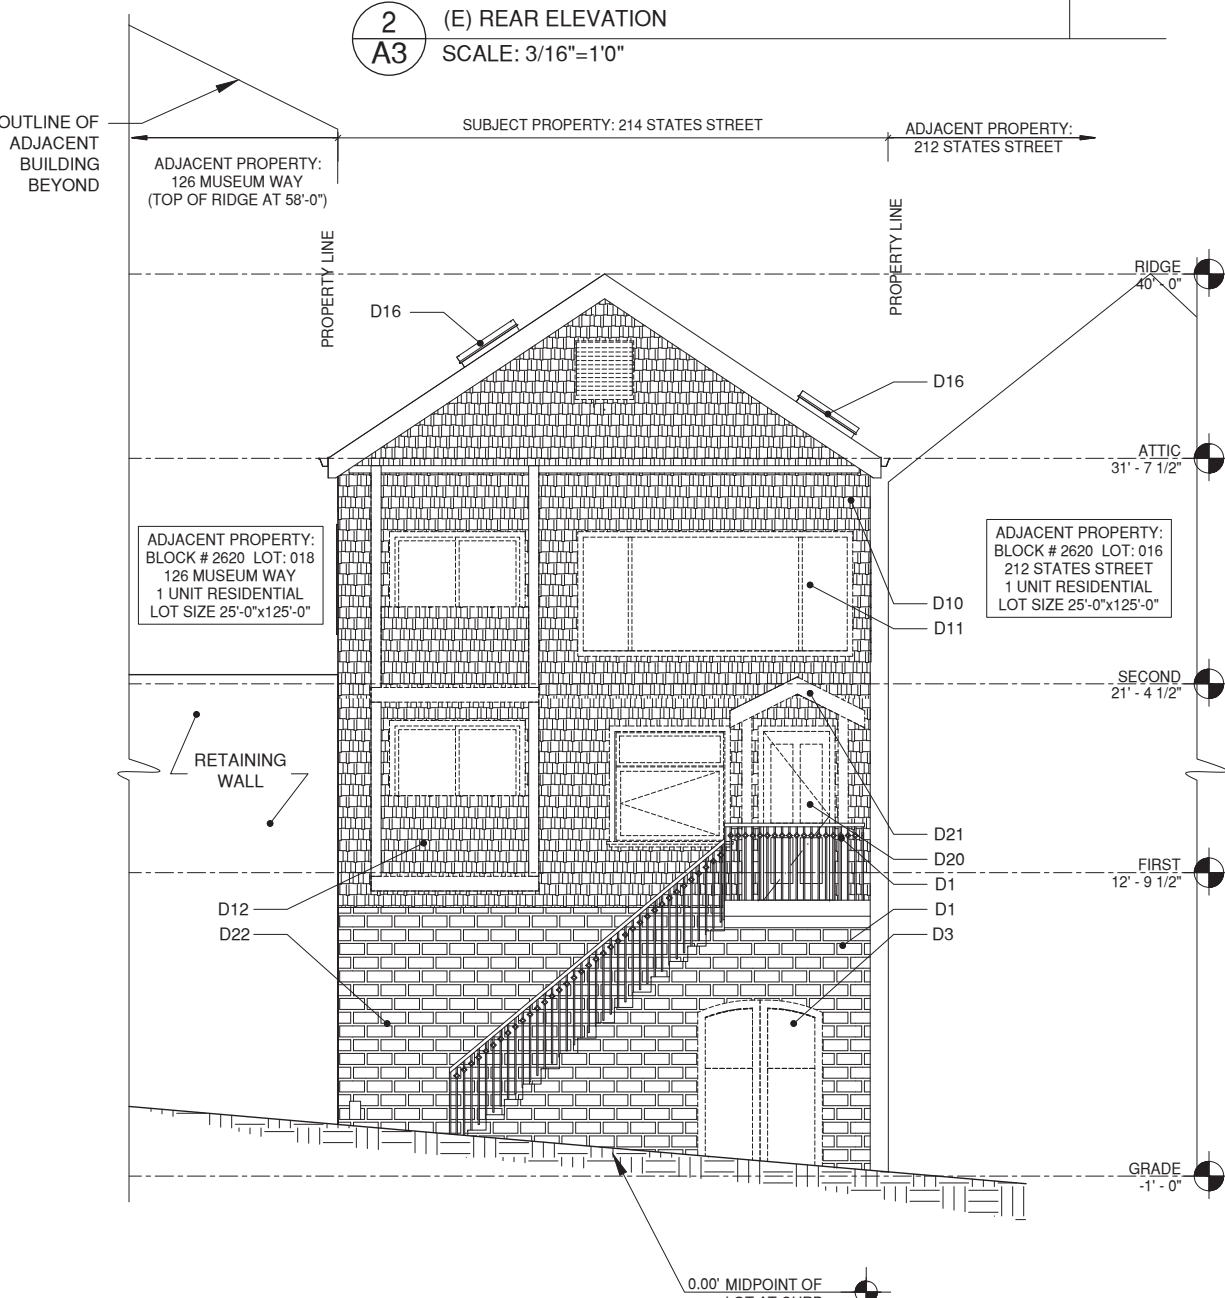 2
A3
(E) REAR ELEVATION
SCALE: 3/16"=1'0"
OUTLINE OF
ADJACENT
BUILDING
BEYOND
SUBJECT PROPERTY: 214 STATES STREET
ADJACENT PROPERTY:
212 STATES STREET
ADJACENT PROPERTY:
126 MUSEUM WAY
(TOP OF RIDGE AT 58'-0")
PROPERTY LINE
PROPERTY LINE
RIDGE
40' - 0"
D16
D16
ATTIC
31' - 7 1/2"
ADJACENT PROPERTY:
BLOCK # 2620 LOT: 018
126 MUSEUM WAY
1 UNIT RESIDENTIAL
LOT SIZE 25'-0"x125'-0"
ADJACENT PROPERTY:
BLOCK # 2620 LOT: 016
212 STATES STREET
1 UNIT RESIDENTIAL
LOT SIZE 25'-0"x125'-0"
D10
D11
SECOND
21' - 4 1/2"
RETAINING
WALL
D21
D20
D1
D1
D3
FIRST
12' - 9 1/2"
D12
D22
GRADE
-1' - 0"
0.00' MIDPOINT OF
LOT AT CURB